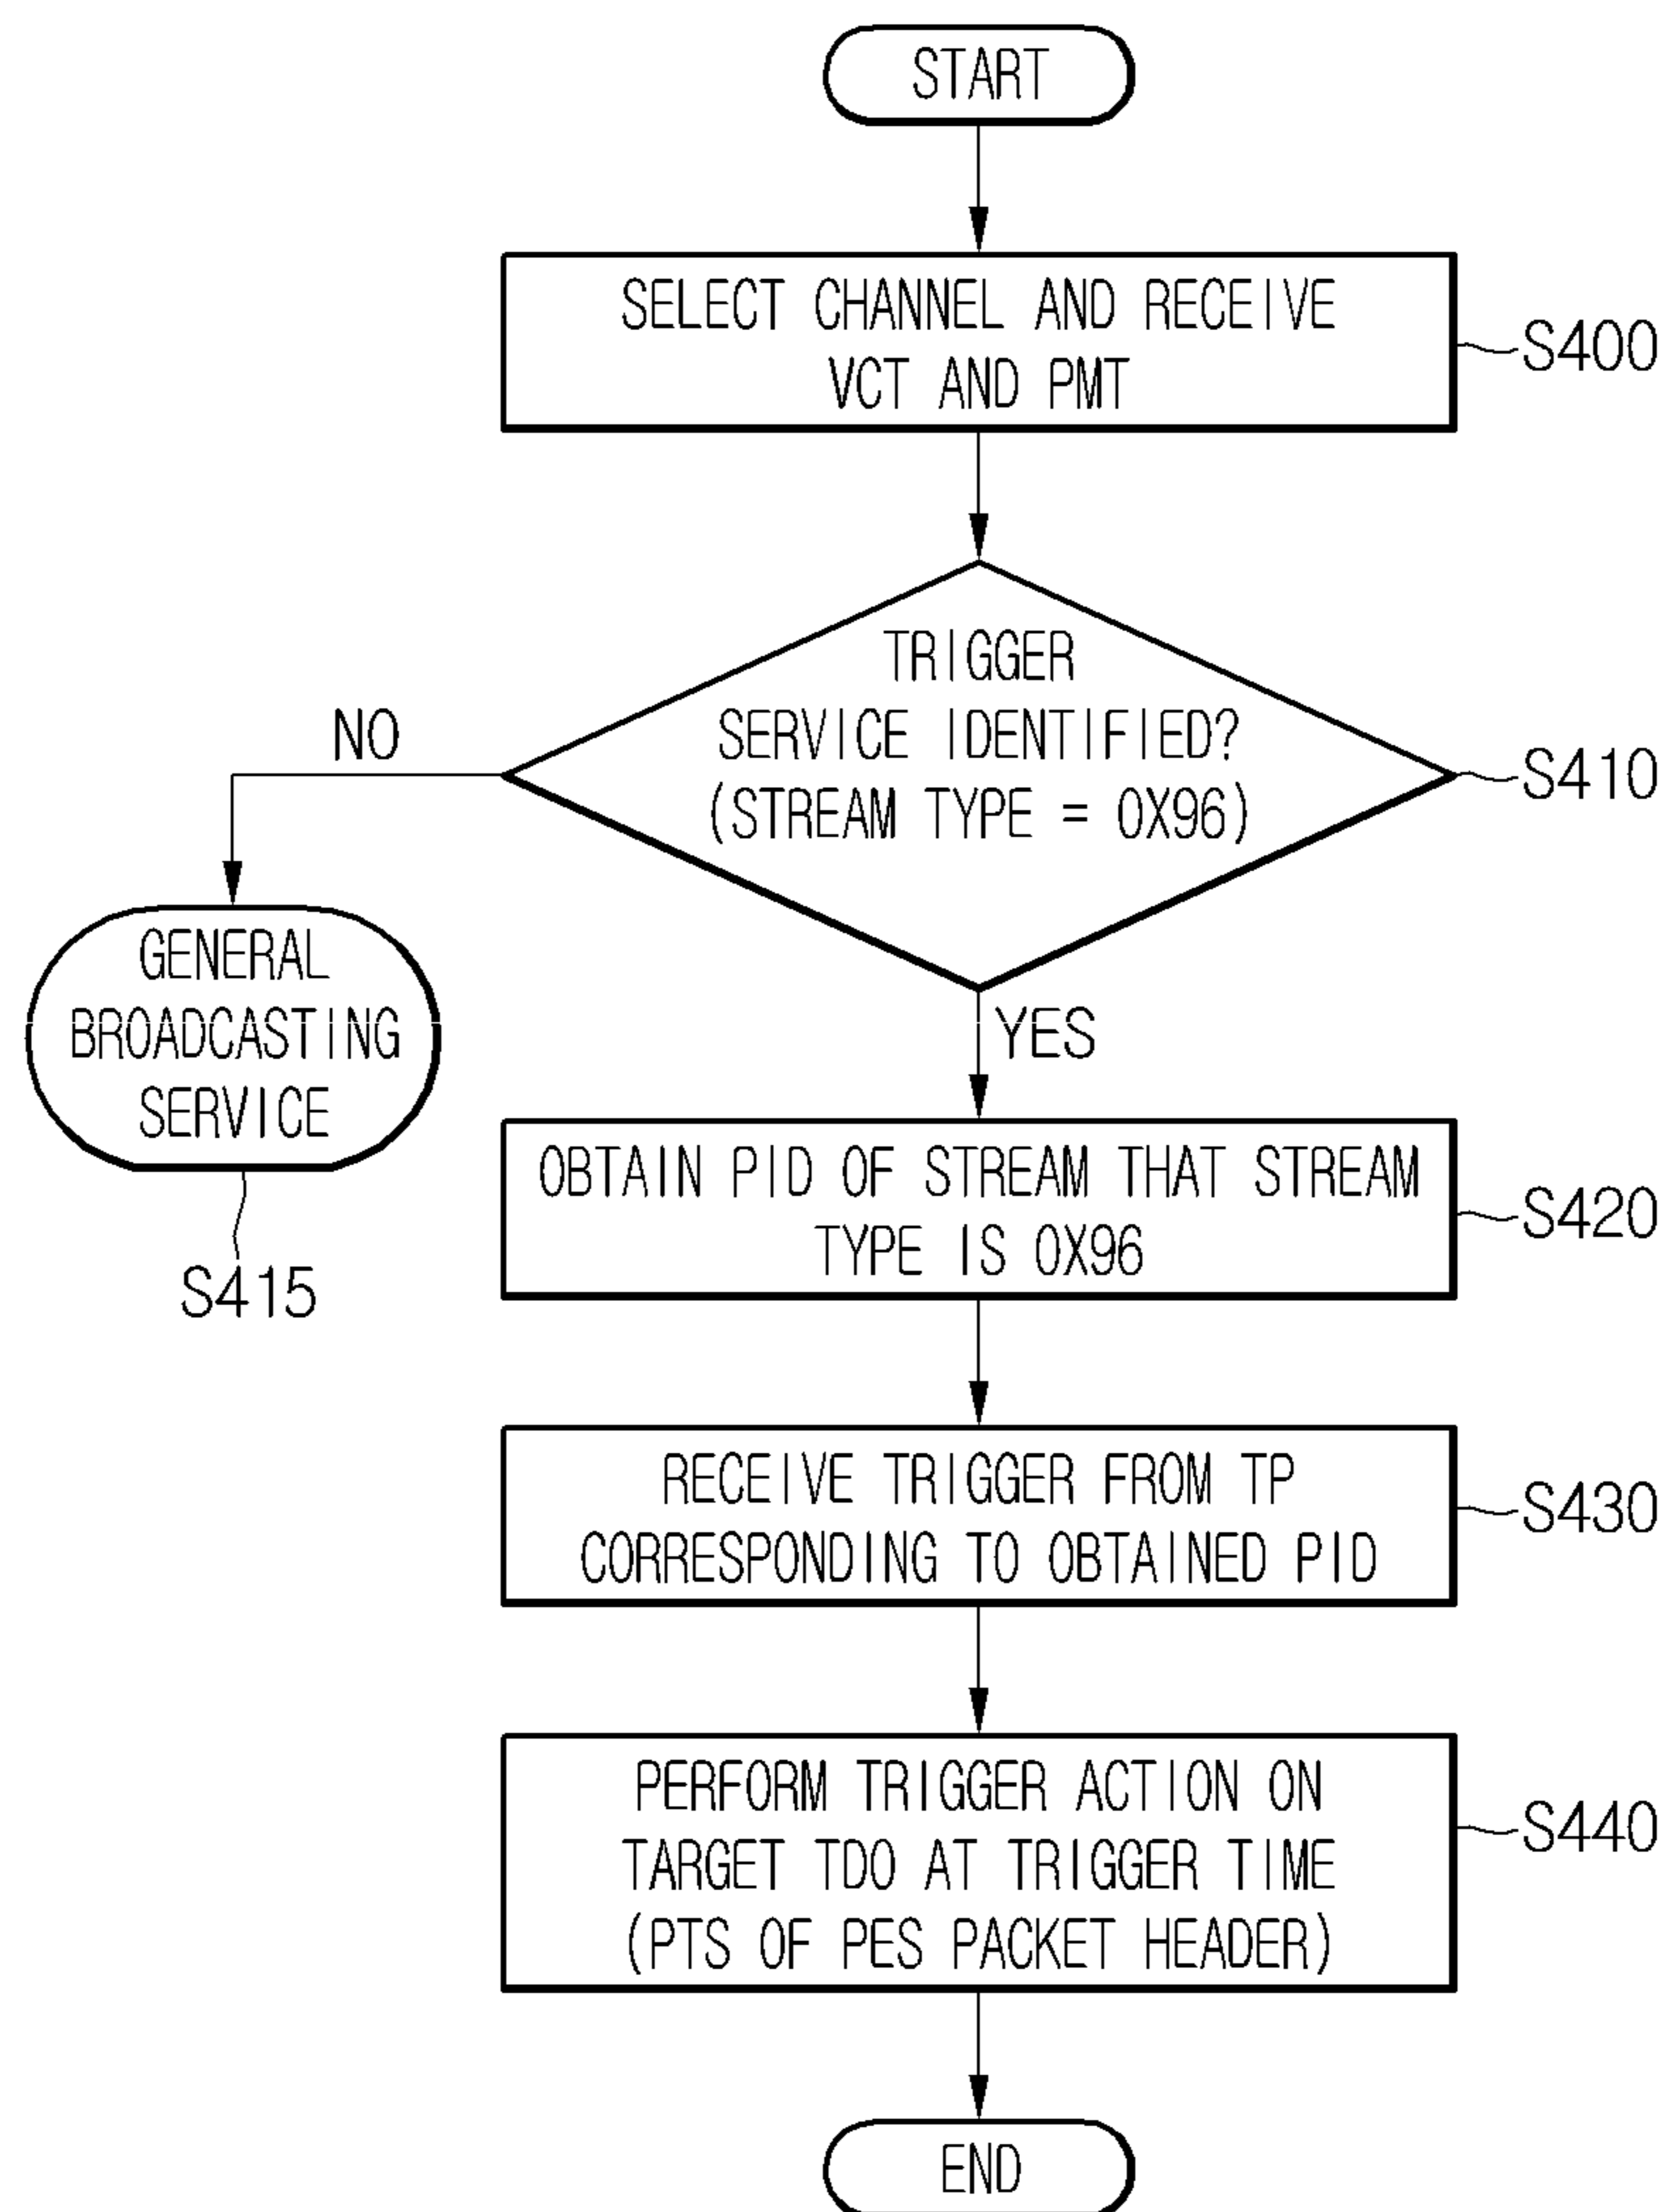 START
SELECT CHANNEL AND RECEIVE
VCT AND PMT
S400
TRIGGER
SERVICE IDENTIFIED?
(STREAM TYPE = 0X96)
S410
NO
GENERAL
BROADCASTING
SERVICE
S415
YES
OBTAIN PID OF STREAM THAT STREAM
TYPE IS 0X96
S420
RECEIVE TRIGGER FROM TP
CORRESPONDING TO OBTAINED PID
S430
PERFORM TRIGGER ACTION ON
TARGET TDO AT TRIGGER TIME
(PTS OF PES PACKET HEADER)
S440
END